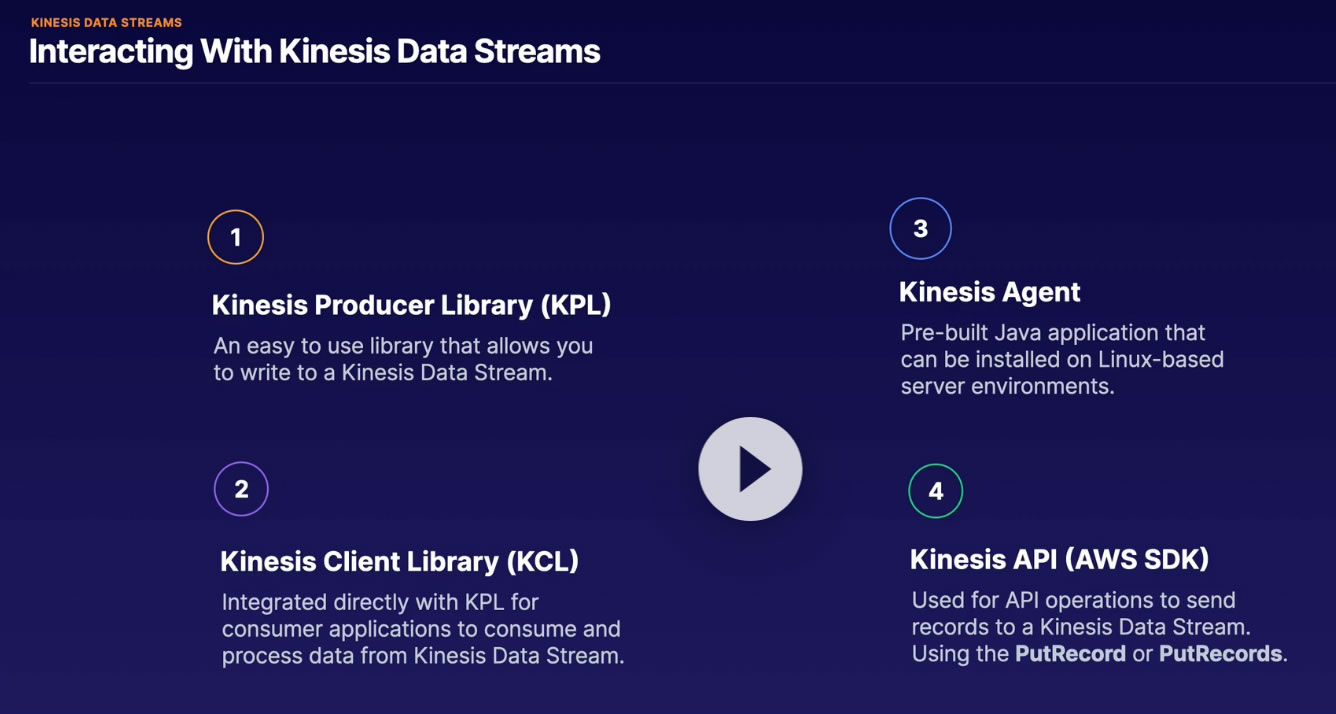 KINESIS DATA STREAMS
Interacting With Kinesis Data Streams
1
Kinesis Producer Library (KPL)
An easy to use library that allows you
to write to a Kinesis Data Stream.
2
Kinesis Client Library (KCL)
Integrated directly with KPL for
consumer applications to consume and
process data from Kinesis Data Stream.
3
Kinesis Agent
Pre-built Java application that
can be installed on Linux-based
server environments.
4
Kinesis API (AWS SDK)
Used for API operations to send
records to a Kinesis Data Stream.
Using the PutRecord or PutRecords.